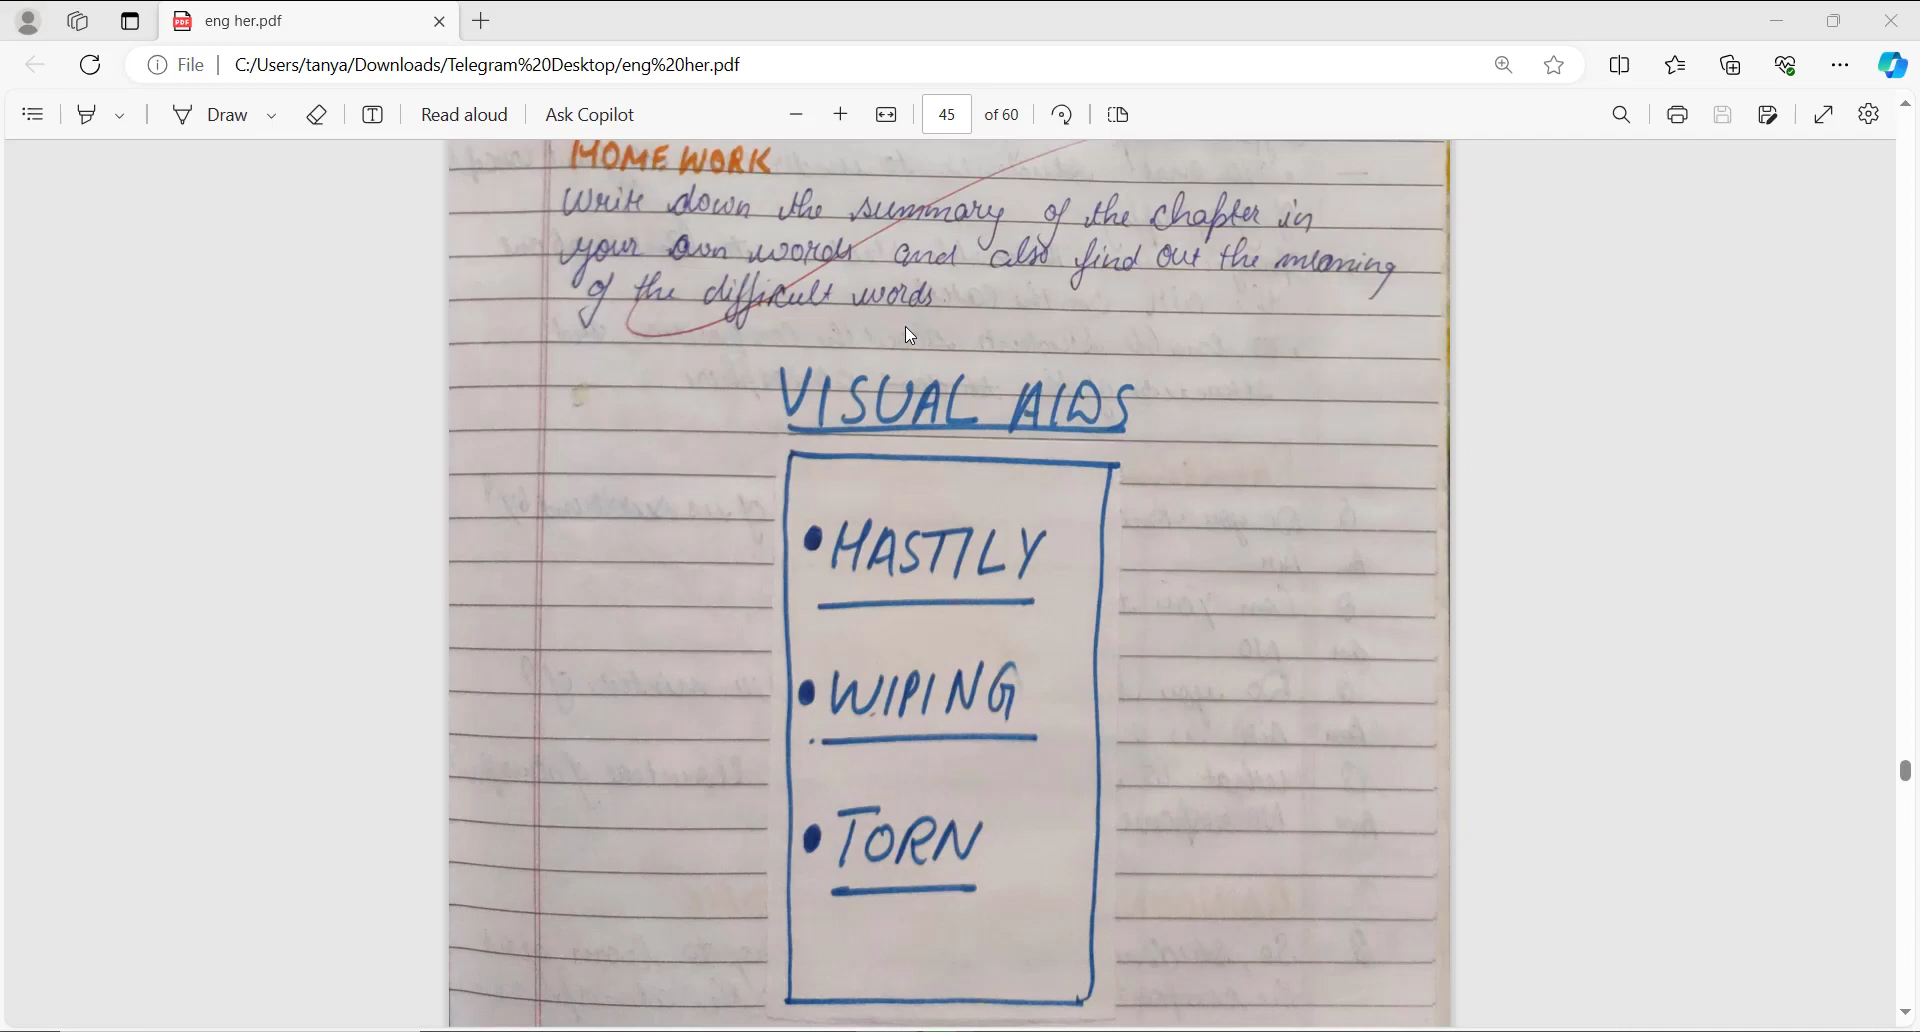 eng her.pdf
File
C:/Users/tanya/Downloads/Telegram%20Desktop/eng%20her.pdf
Draw
Read aloud
Ask Copilot
45
of 60
HOME WORK
Write down the summary of the chapter in
your own words and also find out the meaning
of the difficult words.
VISUAL AIDS
• HASTILY
• WIPING
• TORN